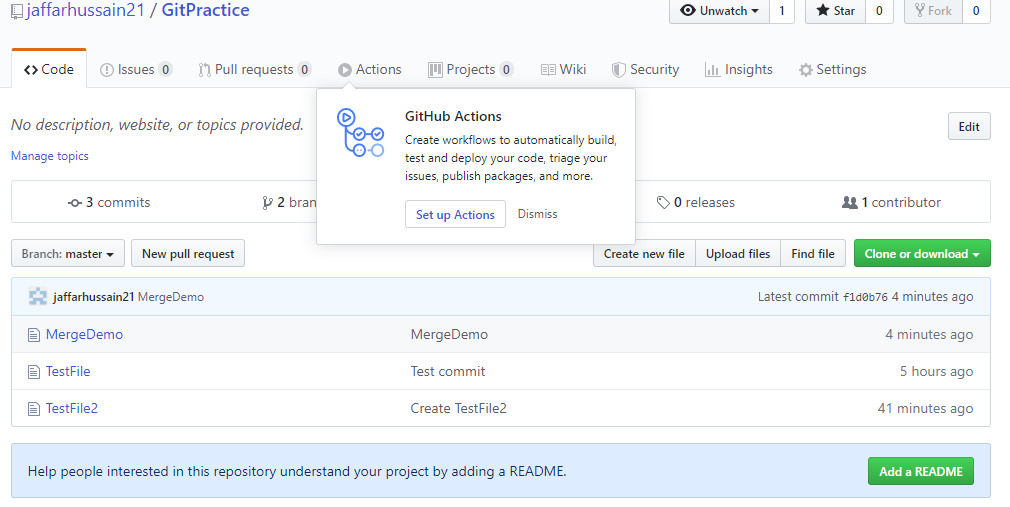 jaffarhussain21 / GitPractice
Unwatch 1 Star 0 Fork 0
Code Issues 0 Pull requests 0 Actions Projects 0 Wiki Security Insights Settings
GitHub Actions
Create workflows to automatically build,
test and deploy your code, triage your
issues, publish packages, and more.
Set up Actions Dismiss
No description, website, or topics provided. Edit
Manage topics
3 commits 2 bran 0 releases 1 contributor
Branch: master New pull request Create new file Upload files Find file Clone or download
jaffarhussain21 MergeDemo Latest commit f1d0b76 4 minutes ago
MergeDemo MergeDemo 4 minutes ago
TestFile Test commit 5 hours ago
TestFile2 Create TestFile2 41 minutes ago
Help people interested in this repository understand your project by adding a README. Add a README